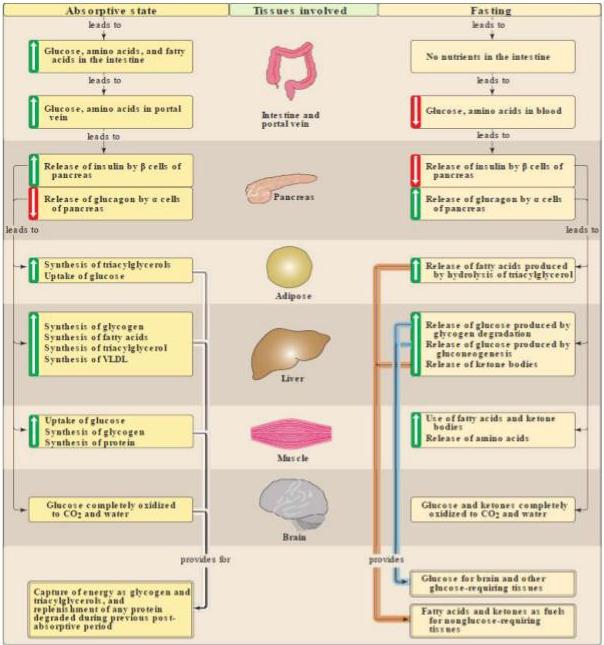 Absorptive state
Tissues involved
Fasting
leads to
Glucose, amino acids, and fatty
acids in the intestine
leads to
Glucose, amino acids in portal
vein
leads to
Release of insulin by β cells of
pancreas
Release of glucagon by α cells
of pancreas
leads to
Synthesis of triacylglycerols
Uptake of glucose
Synthesis of glycogen
Synthesis of fatty acids
Synthesis of triacylglycerol
Synthesis of VLDL
Uptake of glucose
Synthesis of glycogen
Synthesis of protein
Glucose completely oxidized
to CO₂ and water
provides for
Capture of energy as glycogen and
triacylglycerols, and
replenishment of any protein
degraded during previous post-
absorptive period
Intestine and
portal vein
Pancreas
Adipose
Liver
Muscle
Brain
leads to
No nutrients in the intestine
leads to
Glucose, amino acids in blood
leads to
Release of insulin by β cells of
pancreas
Release of glucagon by α cells
of pancreas
leads to
Release of fatty acids produced
by hydrolysis of triacylglycerol
Release of glucose produced by
glycogen degradation
Release of glucose produced by
gluconeogenesis
Release of ketone bodies
Use of fatty acids and ketone
bodies
Release of amino acids
Glucose and ketones completely
oxidized to CO₂ and water
provides
Glucose for brain and other
glucose-requiring tissues
Fatty acids and ketones as fuels
for nonglucose-requiring
tissues